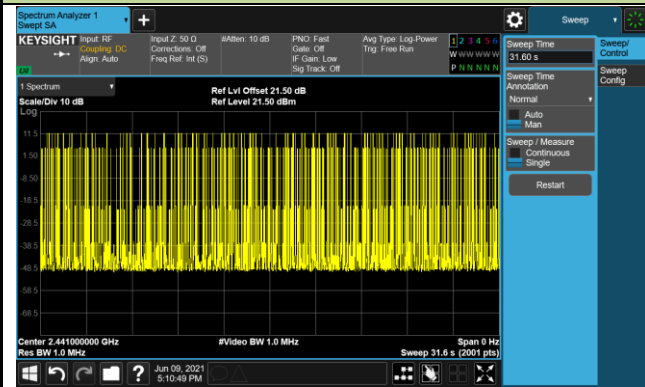 Spectrum Analyzer 1
Swept SA
+
Sweep
KEYSIGHT
Input: RF
Coupling: DC
Align: Auto
Input Z: 50 Ω
Corrections: Off
Freq Ref: Int (S)
#Atten: 10 dB
PNO: Fast
Gate: Off
IF Gain: Low
Sig Track: Off
Avg Type: Log-Power
Trig: Free Run
1 2 3 4 5 6
W W W W W W
P N N N N N
1 Spectrum
Scale/Div 10 dB
Log
Ref Lvl Offset 21.50 dB
Ref Level 21.50 dBm
11.5
1.50
-8.50
-18.5
-28.5
-38.5
-48.5
-58.5
-68.5
Center 2.441000000 GHz
Res BW 1.0 MHz
#Video BW 1.0 MHz
Span 0 Hz
Sweep 31.6 s (2001 pts)
Sweep Time
31.60 s
Sweep Time
Annotation
Normal
Auto
Man
Sweep / Measure
Continuous
Single
Restart
Sweep/
Control
Sweep
Config
?
Jun 09, 2021
5:10:49 PM